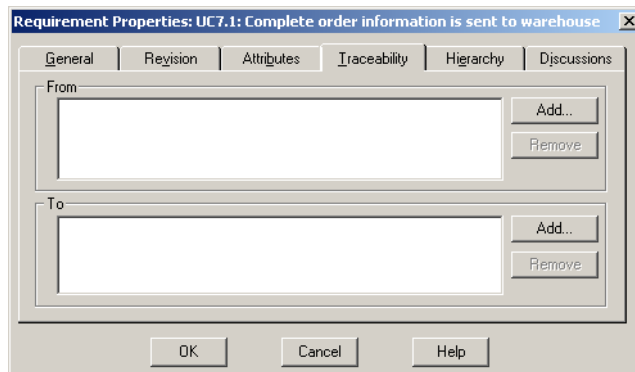 Requirement Properties: UC7.1: Complete order information is sent to warehouse
General Revision Attributes Traceability Hierarchy Discussions
From
Add...
Remove
To
Add...
Remove
OK Cancel Help